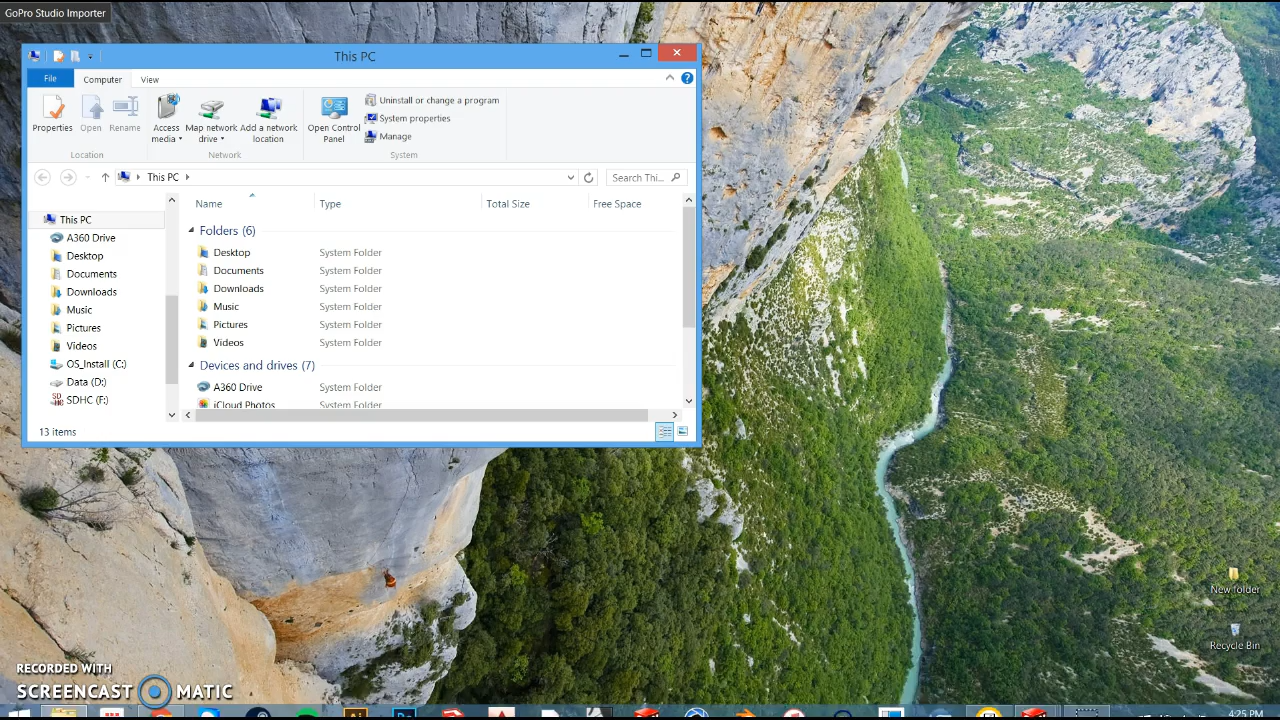 GoPro Studio Importer
This PC
File Computer View
Properties Open Rename
Access media Map network drive Add a network location
Open Control Panel
Uninstall or change a program
System properties
Manage
Location Network System
This PC
Search Thi...
Name Type Total Size Free Space
This PC
A360 Drive
Desktop
Documents
Downloads
Music
Pictures
Videos
OS_Install (C:)
Data (D:)
SDHC (F:)
Folders (6)
Desktop System Folder
Documents System Folder
Downloads System Folder
Music System Folder
Pictures System Folder
Videos System Folder
Devices and drives (7)
A360 Drive System Folder
iCloud Photos System Folder
13 items
New folder
Recycle Bin
RECORDED WITH
SCREENCAST MATIC
4:25 PM